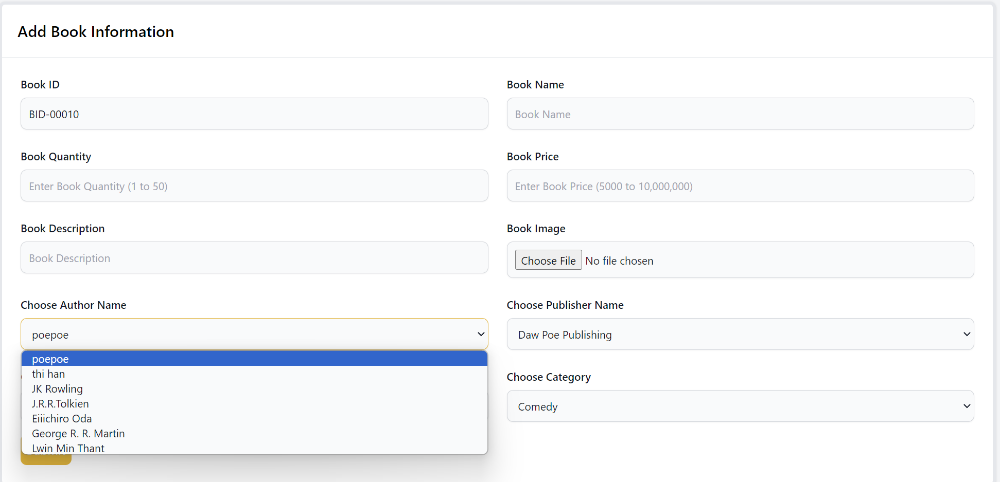 Add Book Information
Book ID
Book Name
BID-00010
Book Name
Book Quantity
Book Price
Enter Book Quantity (1 to 50)
Enter Book Price (5000 to 10,000,000)
Book Description
Book Image
Book Description
Choose File No file chosen
Choose Author Name
Choose Publisher Name
poepoe
Daw Poe Publishing
poepoe
thi han
JK Rowling
J.R.R.Tolkien
Eiiichiro Oda
George R. R. Martin
Lwin Min Thant
Choose Category
Comedy